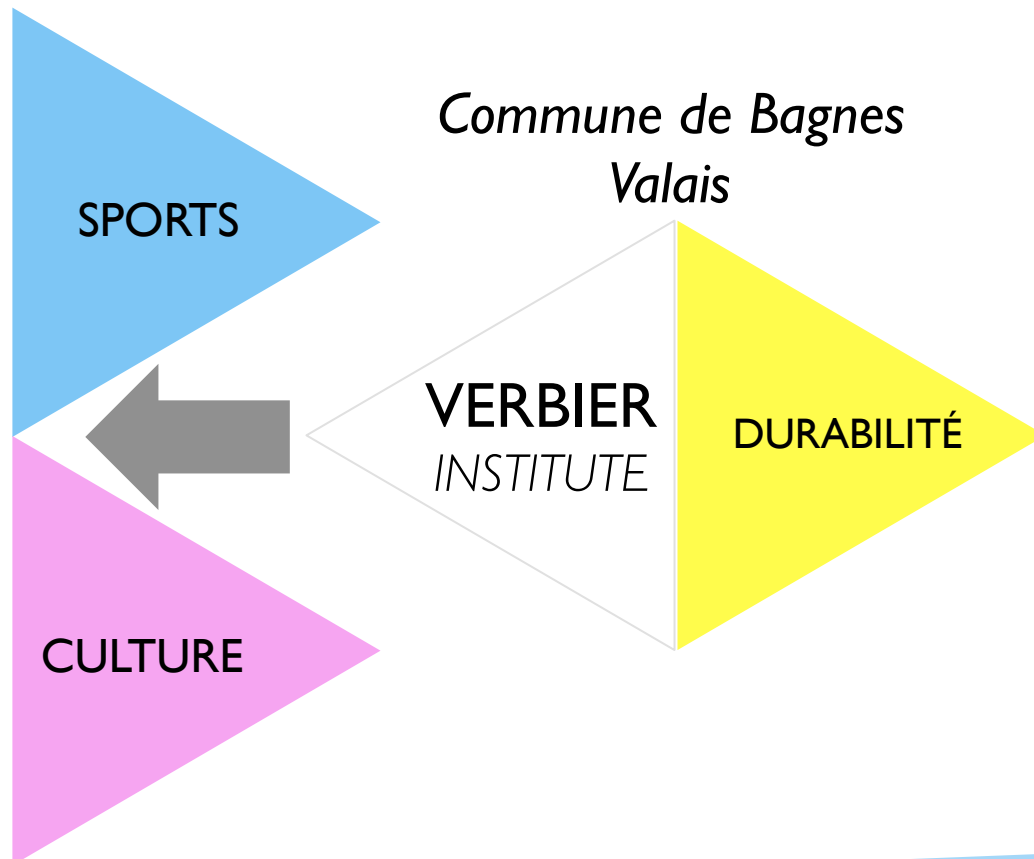 Commune de Bagnes
Valais
SPORTS
VERBIER
INSTITUTE
DURABILITÉ
CULTURE